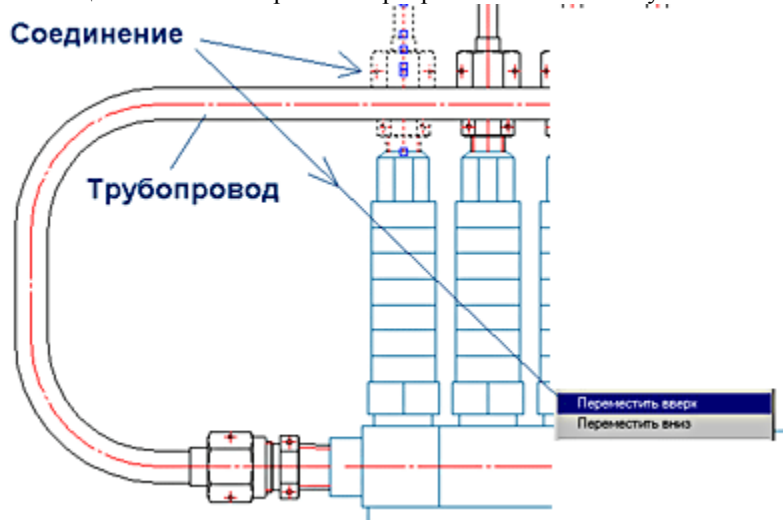 Соединение
Трубопровод
Переместить вверх
Переместить вниз